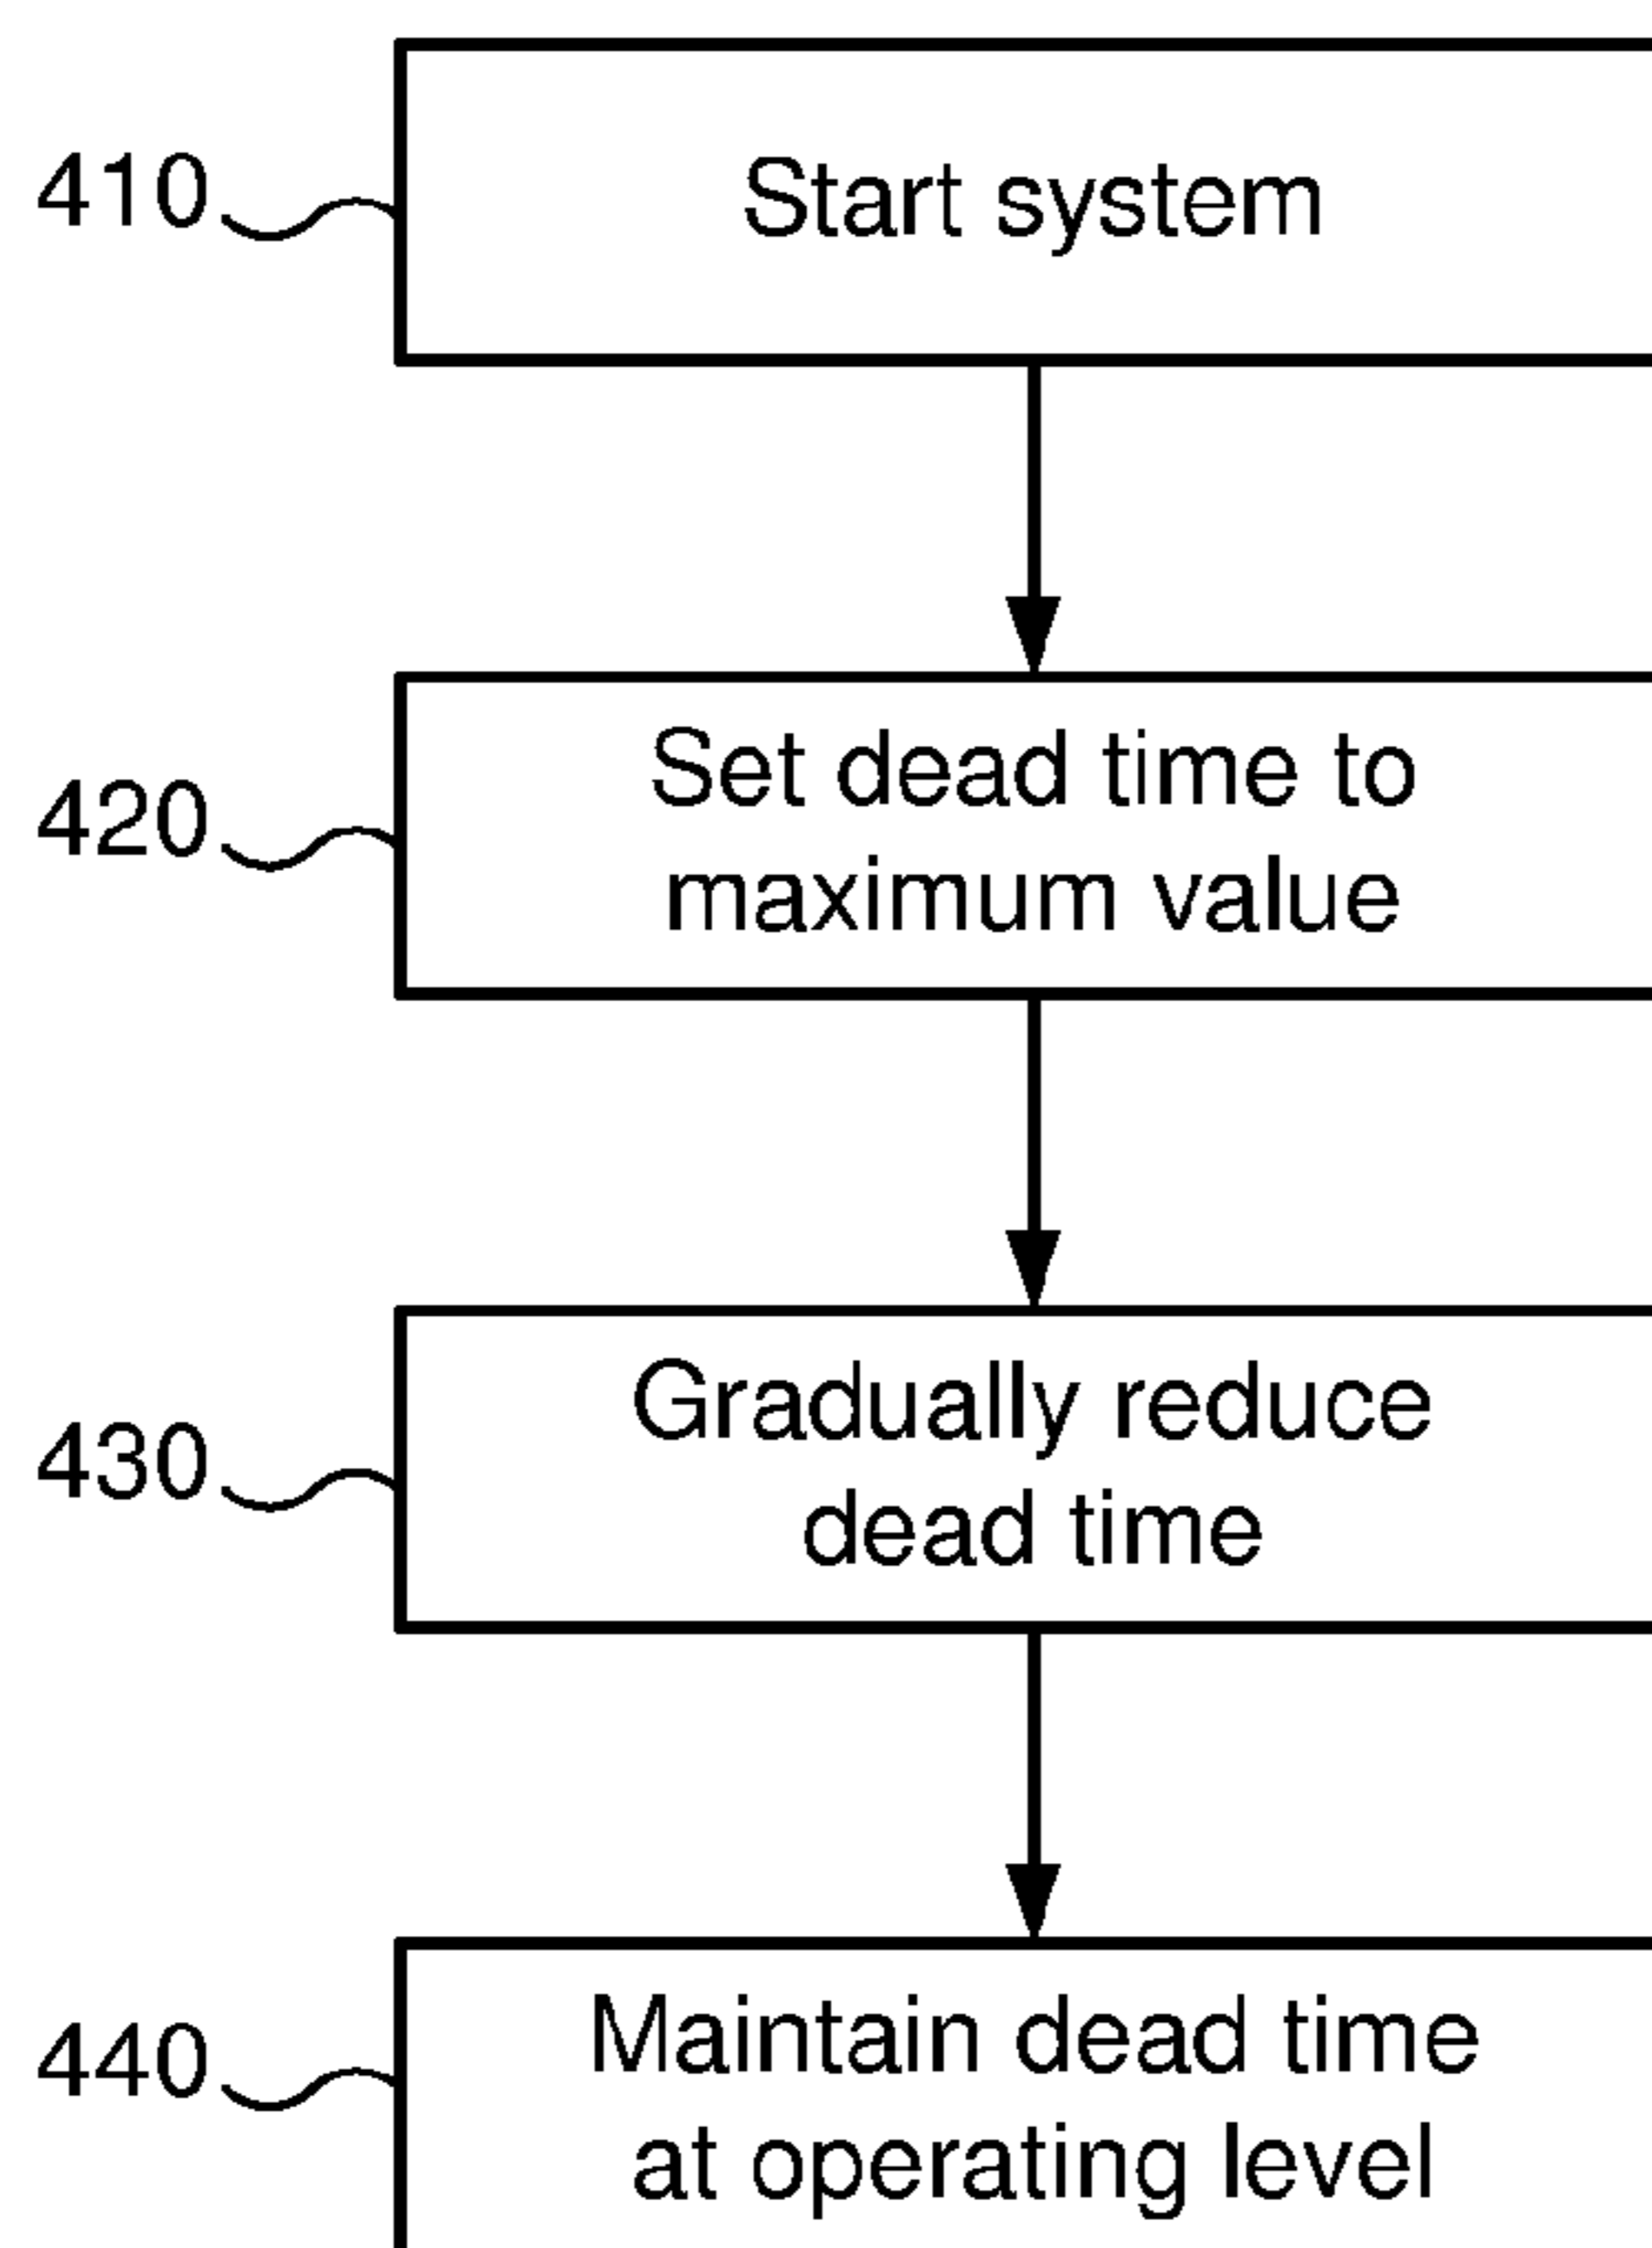 410
Start system
420
Set dead time to
maximum value
430
Gradually reduce
dead time
440
Maintain dead time
at operating level